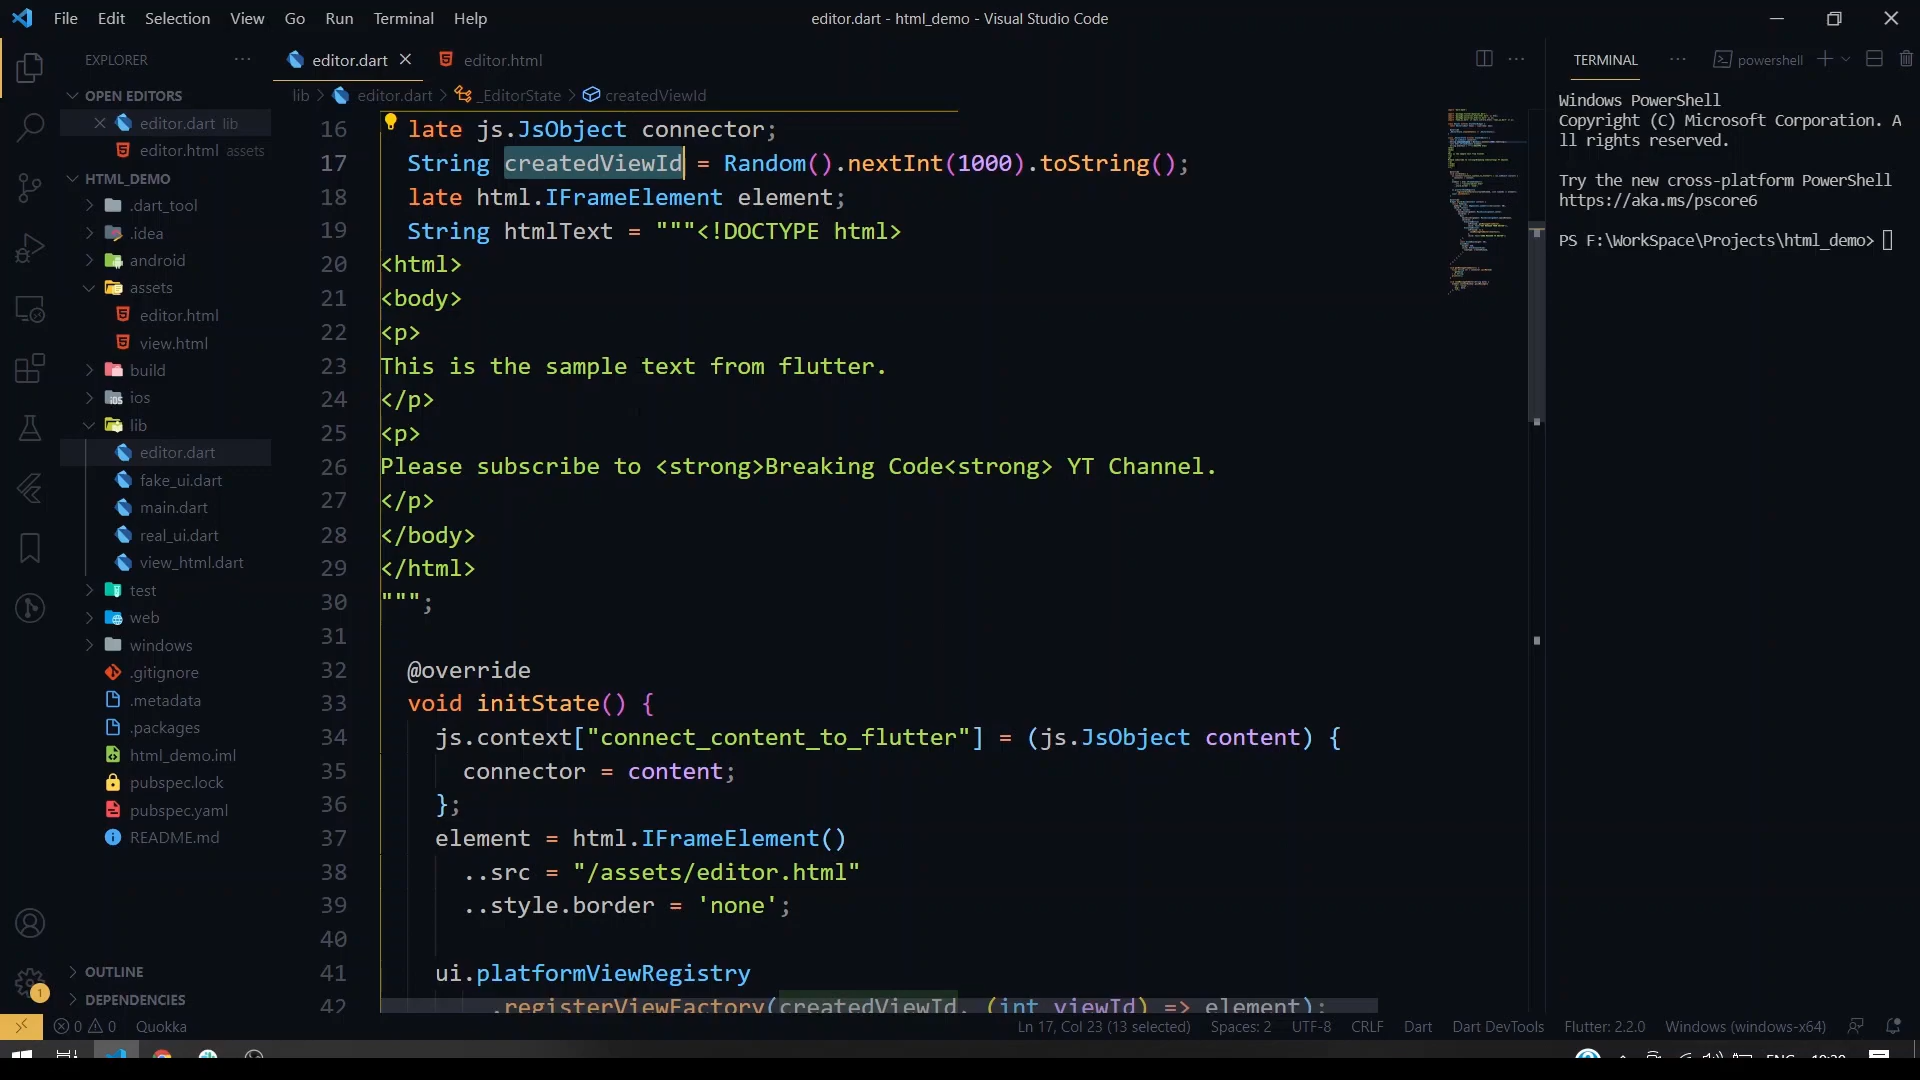 File Edit Selection View Go Run Terminal Help
editor.dart - html_demo - Visual Studio Code
EXPLORER
OPEN EDITORS
editor.dart lib
editor.html assets
HTML_DEMO
.dart_tool
.idea
android
assets
editor.html
view.html
build
ios
lib
editor.dart
fake_ui.dart
main.dart
real_ui.dart
view_html.dart
test
web
windows
.gitignore
.metadata
.packages
html_demo.iml
pubspec.lock
pubspec.yaml
README.md
OUTLINE
DEPENDENCIES
editor.dart editor.html
lib > editor.dart > _EditorState > createdViewId
16 late js.JsObject connector;
17 String createdViewId = Random().nextInt(1000).toString();
18 late html.IFrameElement element;
19 String htmlText = """<!DOCTYPE html>
20 <html>
21 <body>
22 <p>
23 This is the sample text from flutter.
24 </p>
25 <p>
26 Please subscribe to <strong>Breaking Code<strong> YT Channel.
27 </p>
28 </body>
29 </html>
30 """;
31
32 @override
33 void initState() {
34 js.context["connect_content_to_flutter"] = (js.JsObject content) {
35 connector = content;
36 };
37 element = html.IFrameElement()
38 ..src = "/assets/editor.html"
39 ..style.border = 'none';
40
41 ui.platformViewRegistry
42 .registerViewFactory(createdViewId, (int viewId) => element);
TERMINAL
powershell
Windows PowerShell
Copyright (C) Microsoft Corporation. A
ll rights reserved.
Try the new cross-platform PowerShell
https://aka.ms/pscore6
PS F:\WorkSpace\Projects\html_demo>
1
0 0 Quokka
Ln 17, Col 23 (13 selected) Spaces: 2 UTF-8 CRLF Dart Dart DevTools Flutter: 2.2.0 Windows (windows-x64)